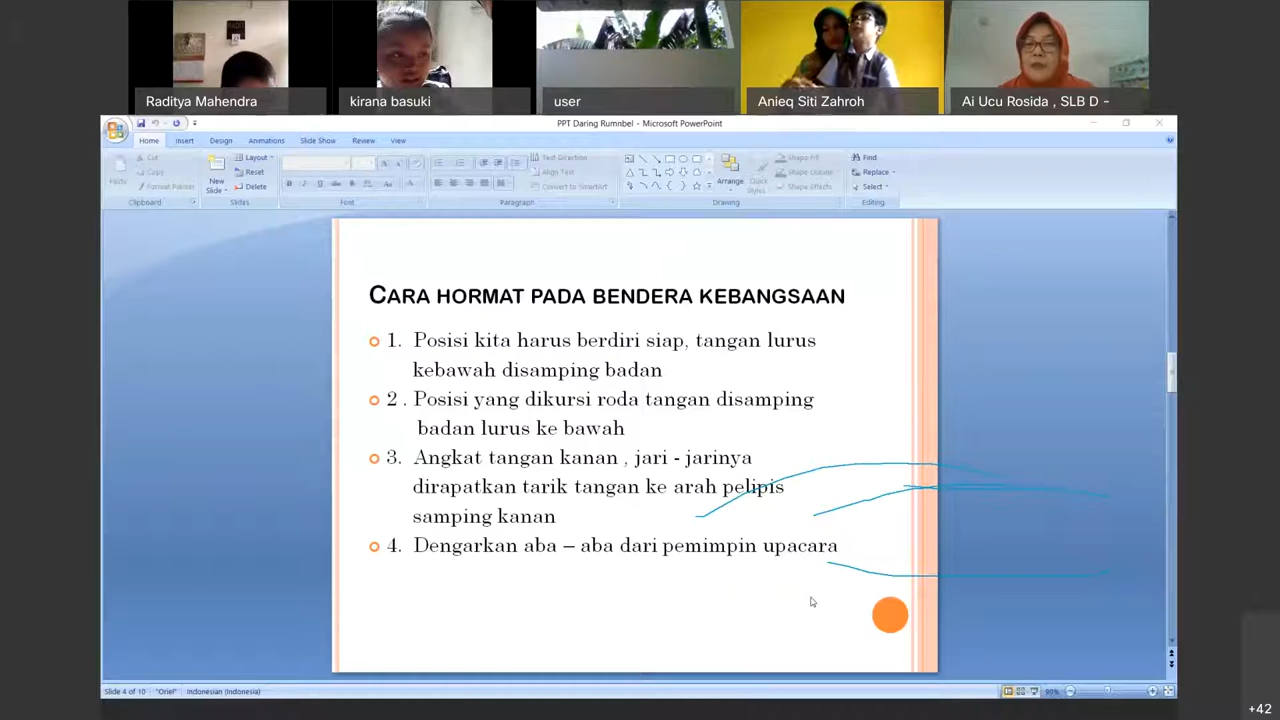 Raditya Mahendra
kirana basuki
user
Anieq Siti Zahroh
Ai Ucu Rosida , SLB D -
PPT Daring Rumnbel - Microsoft PowerPoint
Home Insert Design Animations Slide Show Review View
Paste
Cut
Copy
Format Painter
Clipboard
New Slide
Layout
Reset
Delete
Slides
Font
Text Direction
Align Text
Convert to SmartArt
Paragraph
Arrange
Quick Styles
Shape Fill
Shape Outline
Shape Effects
Drawing
Find
Replace
Select
Editing
CARA HORMAT PADA BENDERA KEBANGSAAN
1. Posisi kita harus berdiri siap, tangan lurus
kebawah disamping badan
2 . Posisi yang dikursi roda tangan disamping
badan lurus ke bawah
3. Angkat tangan kanan , jari - jarinya
dirapatkan tarik tangan ke arah pelipis
samping kanan
4. Dengarkan aba – aba dari pemimpin upacara
Slide 4 of 10 "Oriel" Indonesian (Indonesia)
90%
+42